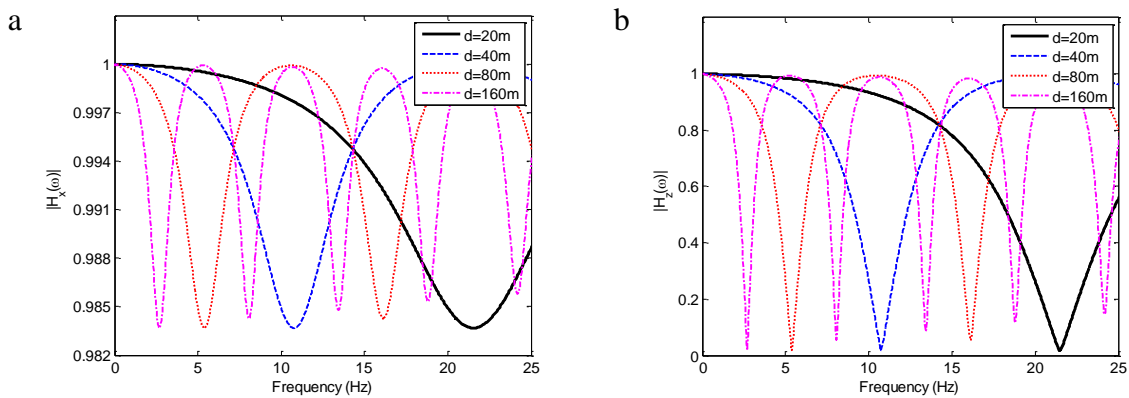 a
d=20m
d=40m
d=80m
d=160m
1
0.997
0.994
0.991
0.988
0.985
0.982
|Hx(ω)|
0 5 10 15 20 25
Frequency (Hz)
b
d=20m
d=40m
d=80m
d=160m
1
0.8
0.6
0.4
0.2
0
|Hz(ω)|
0 5 10 15 20 25
Frequency (Hz)